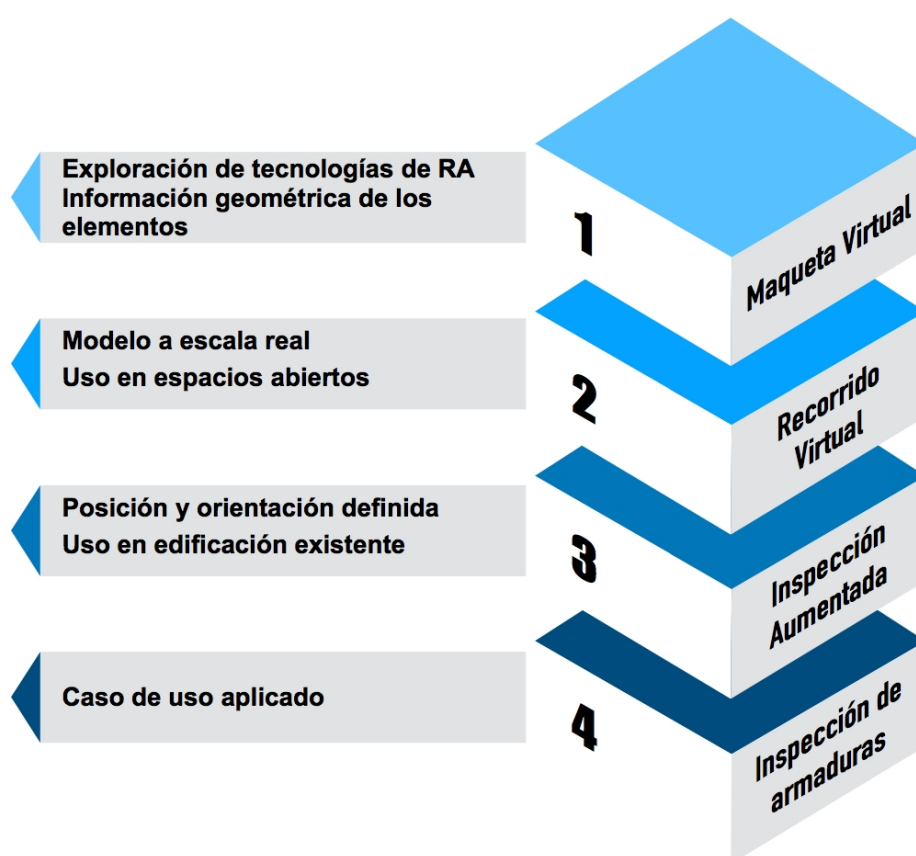 Exploración de tecnologías de RA
Información geométrica de los
elementos
1
Maqueta Virtual
Modelo a escala real
Uso en espacios abiertos
2
Recorrido
Virtual
Posición y orientación definida
Uso en edificación existente
3
Inspección
Aumentada
Caso de uso aplicado
4
Inspección de
armaduras